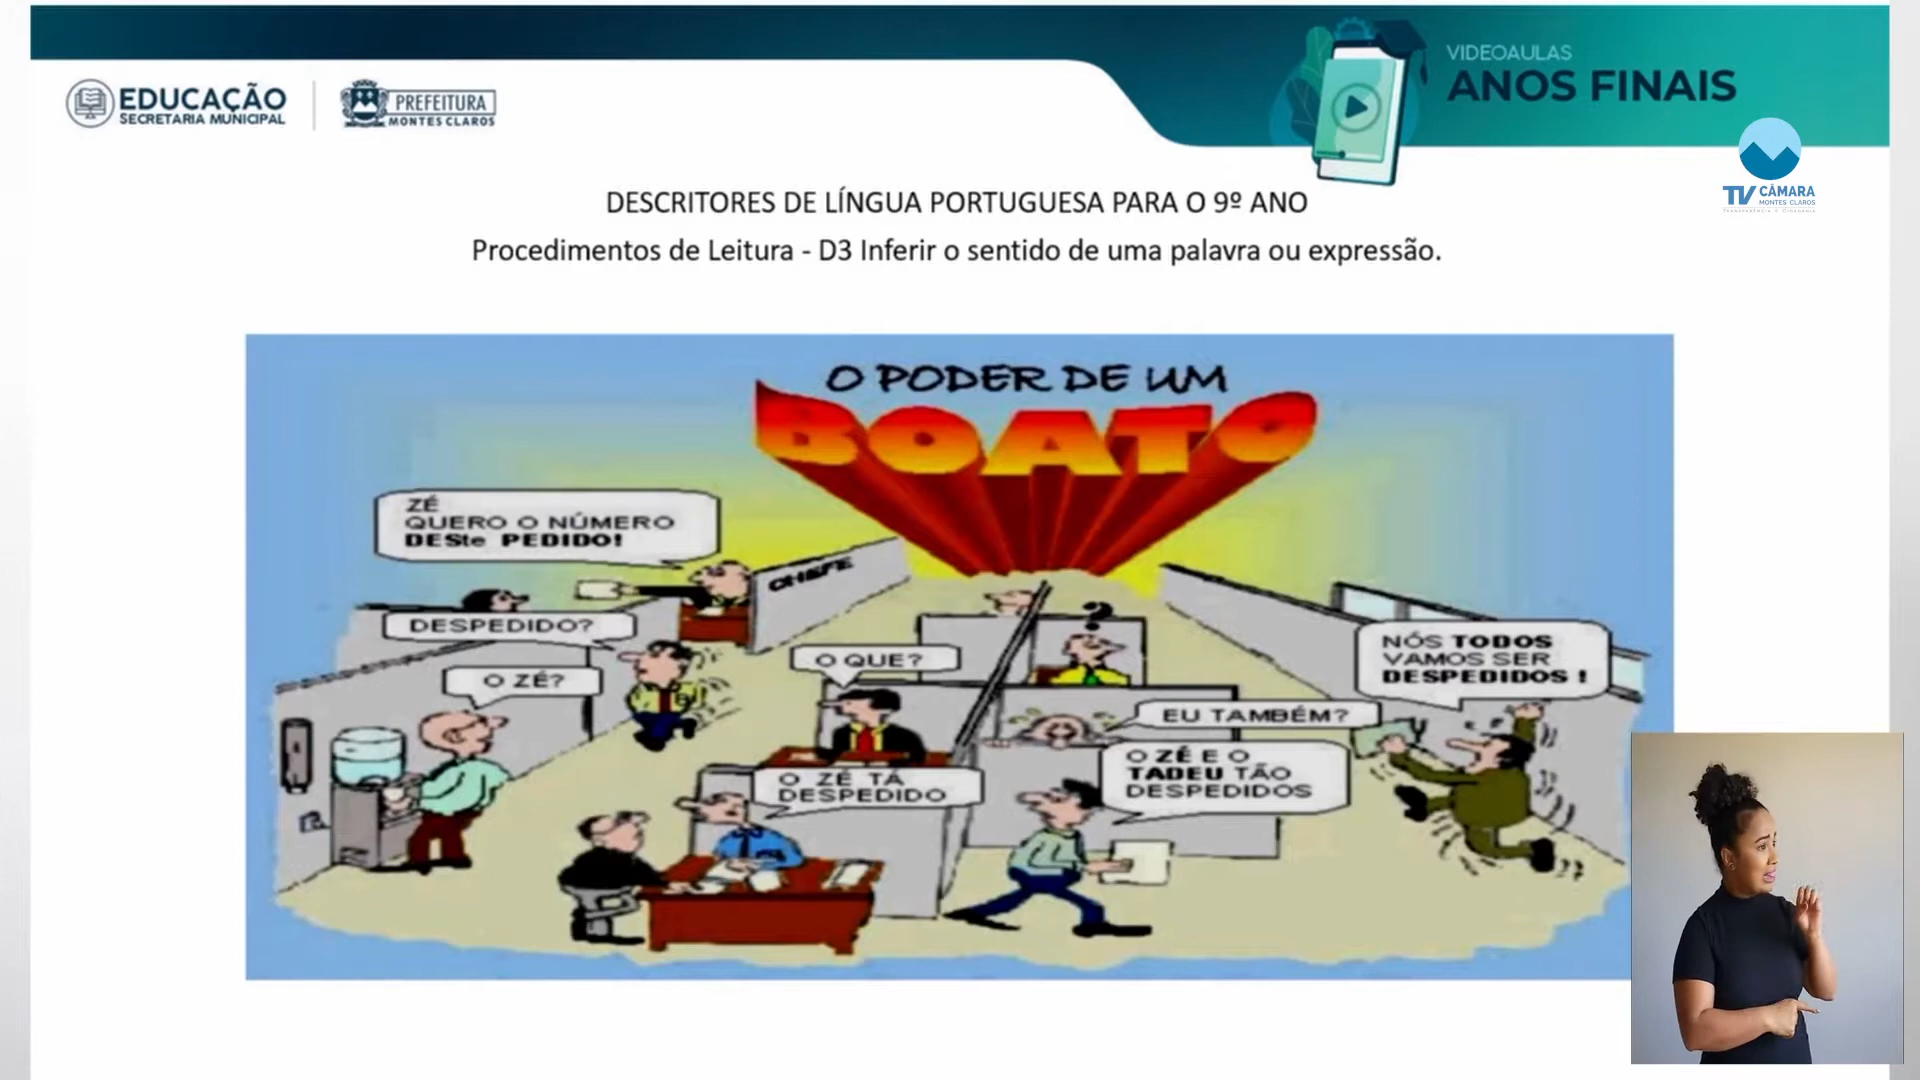 VIDEOAULAS
ANOS FINAIS
EDUCAÇÃO
SECRETARIA MUNICIPAL
PREFEITURA
MONTES CLAROS
TV CÂMARA
MONTES CLAROS
DESCRITORES DE LÍNGUA PORTUGUESA PARA O 9º ANO
Procedimentos de Leitura - D3 Inferir o sentido de uma palavra ou expressão.
O PODER DE UM
BOATO
ZÉ
QUERO O NÚMERO
DESte PEDIDO!
CHEFE
DESPEDIDO?
O ZÉ?
O QUE?
?
O ZÉ TÁ
DESPEDIDO
EU TAMBÉM?
O ZÉ E O
TADEU TÃO
DESPEDIDOS
NÓS TODOS
VAMOS SER
DESPEDIDOS !